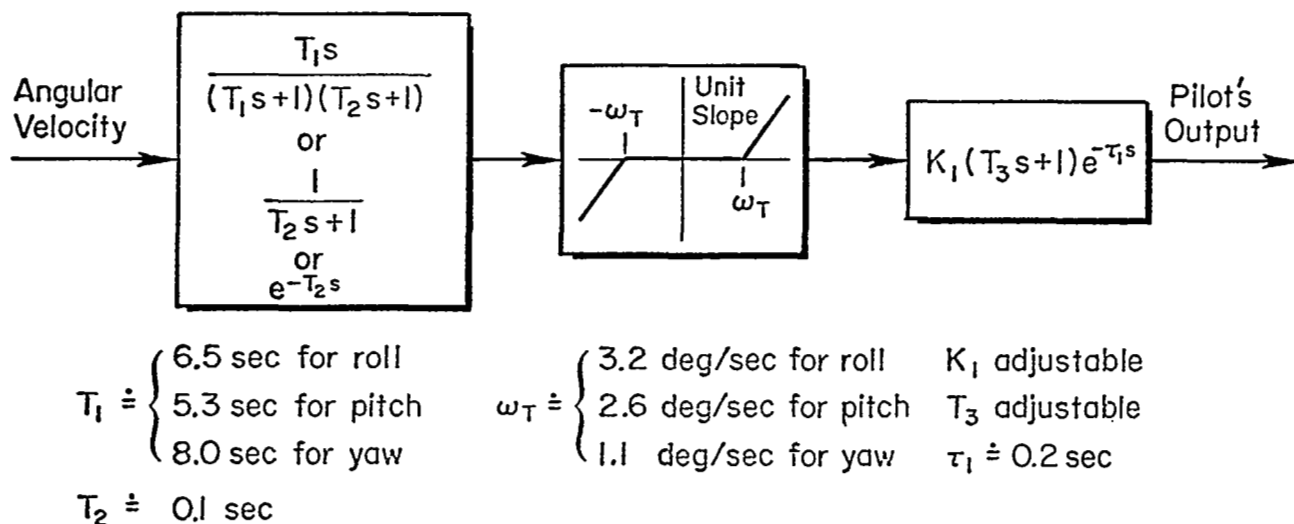 Angular
Velocity
T₁s
(T₁s+1)(T₂s+1)
or
1
T₂s+1
or
e^-T₂s
Unit
Slope
-ω_T
ω_T
K₁(T₃s+1)e^-τ₁s
Pilot's
Output
T₁ ≐ { 6.5 sec for roll
5.3 sec for pitch
8.0 sec for yaw
T₂ ≐ 0.1 sec
ω_T ≐ { 3.2 deg/sec for roll
2.6 deg/sec for pitch
1.1 deg/sec for yaw
K₁ adjustable
T₃ adjustable
τ₁ ≐ 0.2 sec